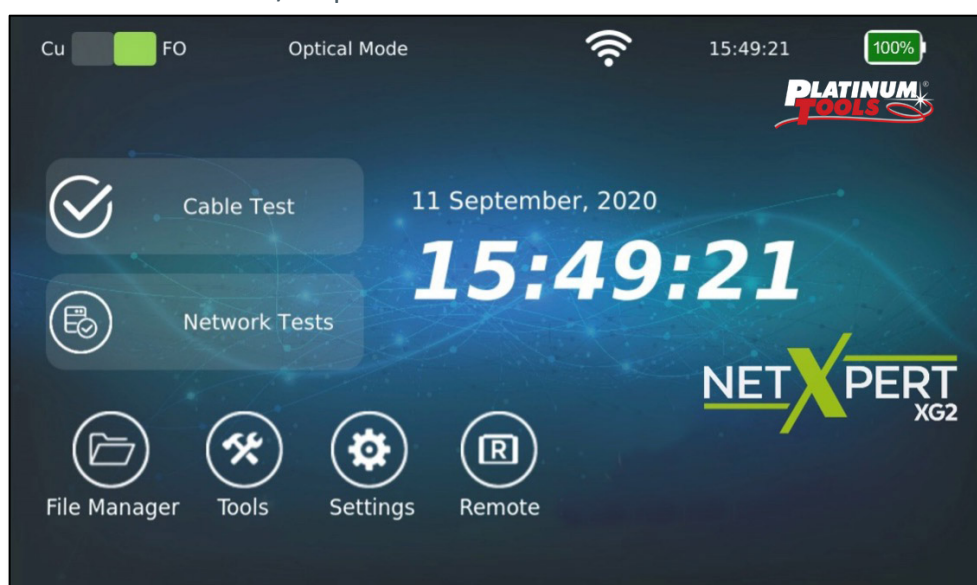 Cu FO Optical Mode 15:49:21 100%
PLATINUM®
TOOLS
Cable Test
11 September, 2020
15:49:21
Network Tests
NETXPERT
XG2
R
File Manager Tools Settings Remote